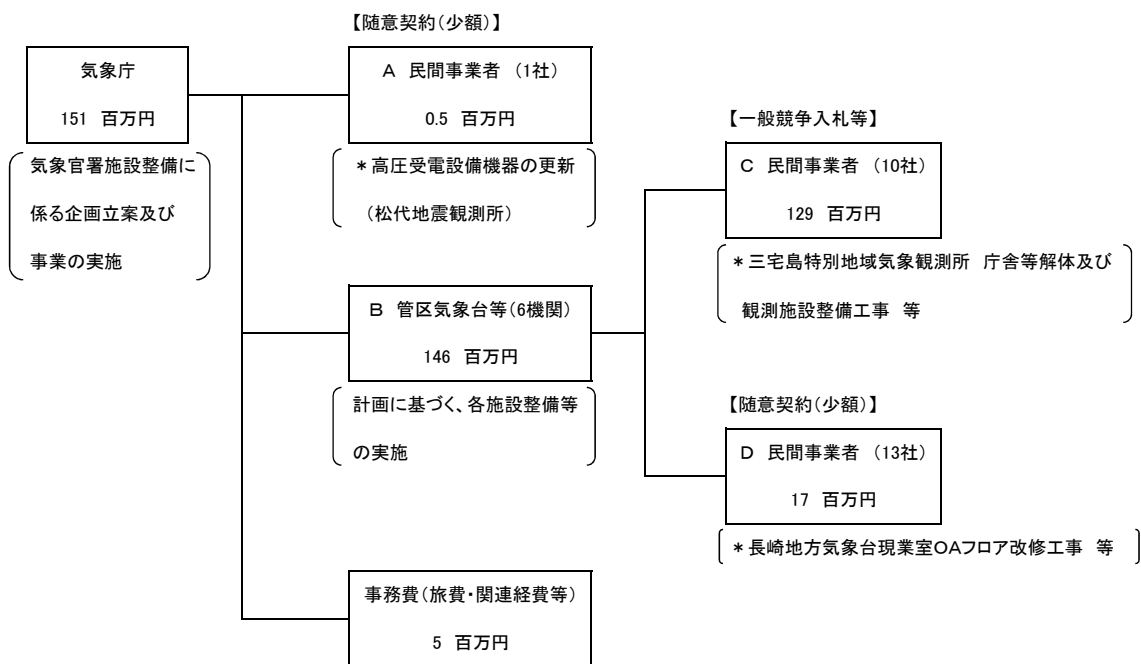 気象庁
151 百万円
気象官署施設整備に
係る企画立案及び
事業の実施
【随意契約(少額)】
A 民間事業者 (1社)
0.5 百万円
*高圧受電設備機器の更新
(松代地震観測所)
B 管区気象台等(6機関)
146 百万円
計画に基づく、各施設整備等
の実施
事務費(旅費・関連経費等)
5 百万円
【一般競争入札等】
C 民間事業者 (10社)
129 百万円
*三宅島特別地域気象観測所 庁舎等解体及び
観測施設整備工事 等
【随意契約(少額)】
D 民間事業者 (13社)
17 百万円
*長崎地方気象台現業室OAフロア改修工事 等